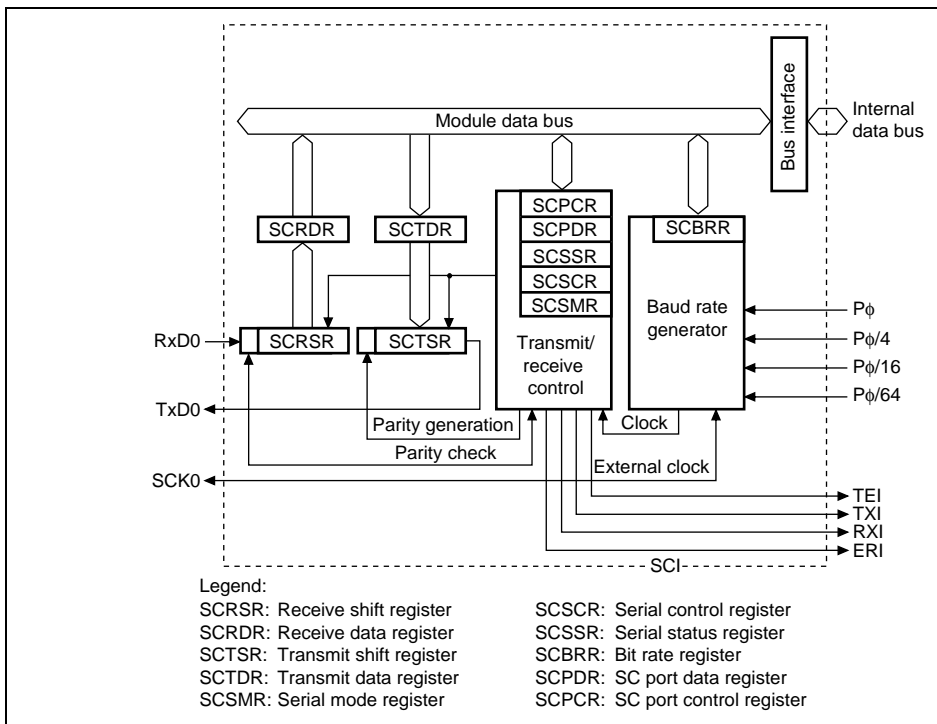 Module data bus
Bus interface
Internal
data bus
SCRDR
SCTDR
SCPCR
SCPDR
SCSSR
SCSCR
SCSMR
SCBRR
Baud rate
generator
Transmit/
receive
control
RxD0
SCRSR
SCTSR
Pϕ
Pϕ/4
Pϕ/16
Pϕ/64
TxD0
Parity generation
Clock
Parity check
External clock
SCK0
TEI
TXI
RXI
ERI
SCI
Legend:
SCRSR: Receive shift register
SCRDR: Receive data register
SCTSR: Transmit shift register
SCTDR: Transmit data register
SCSMR: Serial mode register
SCSCR: Serial control register
SCSSR: Serial status register
SCBRR: Bit rate register
SCPDR: SC port data register
SCPCR: SC port control register